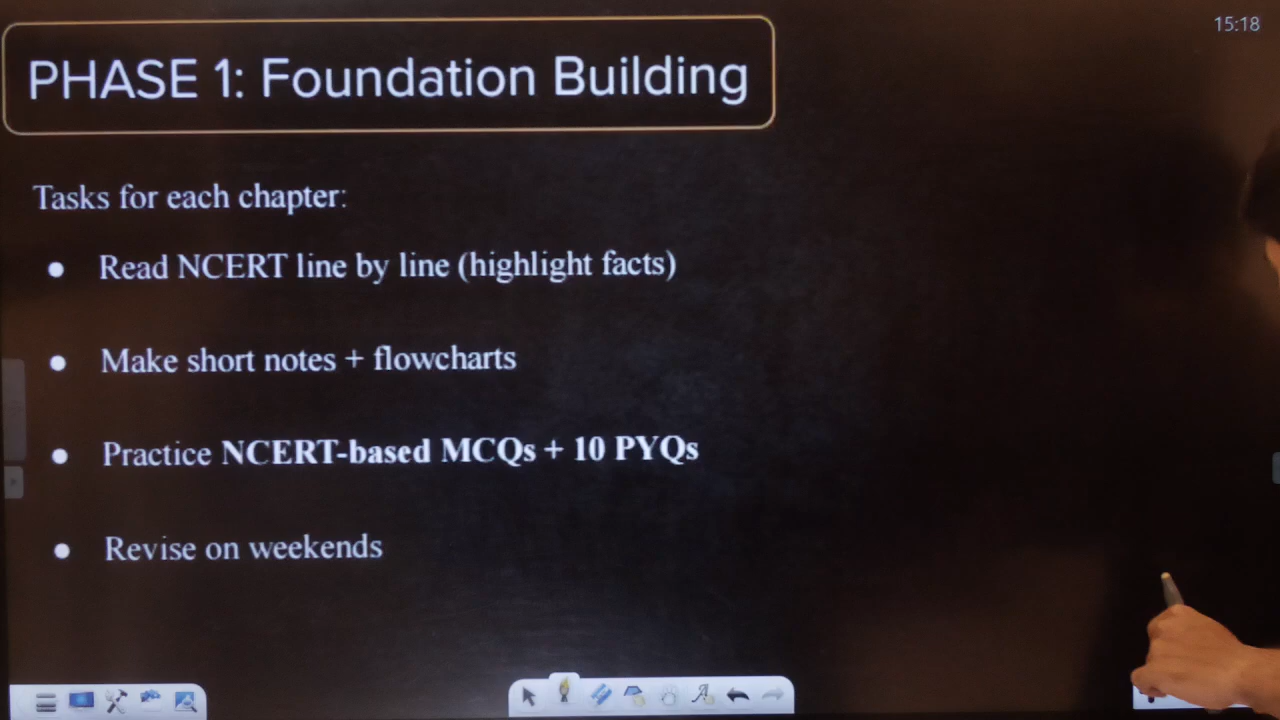 15:18
PHASE 1: Foundation Building
Tasks for each chapter:
● Read NCERT line by line (highlight facts)
● Make short notes + flowcharts
● Practice NCERT-based MCQs + 10 PYQs
● Revise on weekends